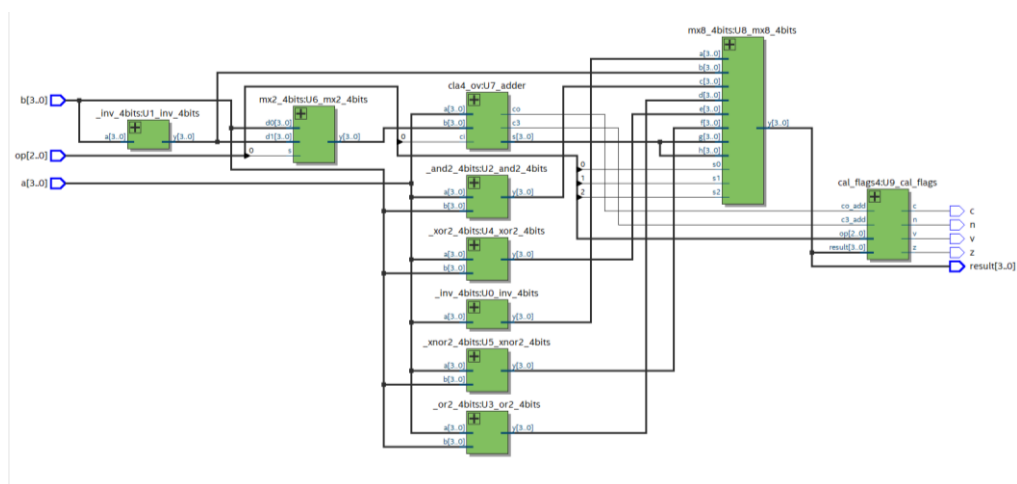 mx8_4bits:U8_mx8_4bits
a[3..0]
b[3..0]
c[3..0]
d[3..0]
e[3..0]
f[3..0]
g[3..0]
h[3..0]
s0
s1
s2
y[3..0]
0
1
2
cla4_ov:U7_adder
a[3..0]
b[3..0]
ci
co
c3
s[3..0]
0
mx2_4bits:U6_mx2_4bits
d0[3..0]
d1[3..0]
s
y[3..0]
0
_inv_4bits:U1_inv_4bits
a[3..0]
y[3..0]
b[3..0]
op[2..0]
a[3..0]
_and2_4bits:U2_and2_4bits
a[3..0]
b[3..0]
y[3..0]
_xor2_4bits:U4_xor2_4bits
a[3..0]
b[3..0]
y[3..0]
_inv_4bits:U0_inv_4bits
a[3..0]
y[3..0]
_xnor2_4bits:U5_xnor2_4bits
a[3..0]
b[3..0]
y[3..0]
_or2_4bits:U3_or2_4bits
a[3..0]
b[3..0]
y[3..0]
cal_flags4:U9_cal_flags
co_add
c3_add
op[2..0]
result[3..0]
c
n
v
z
c
n
v
z
result[3..0]